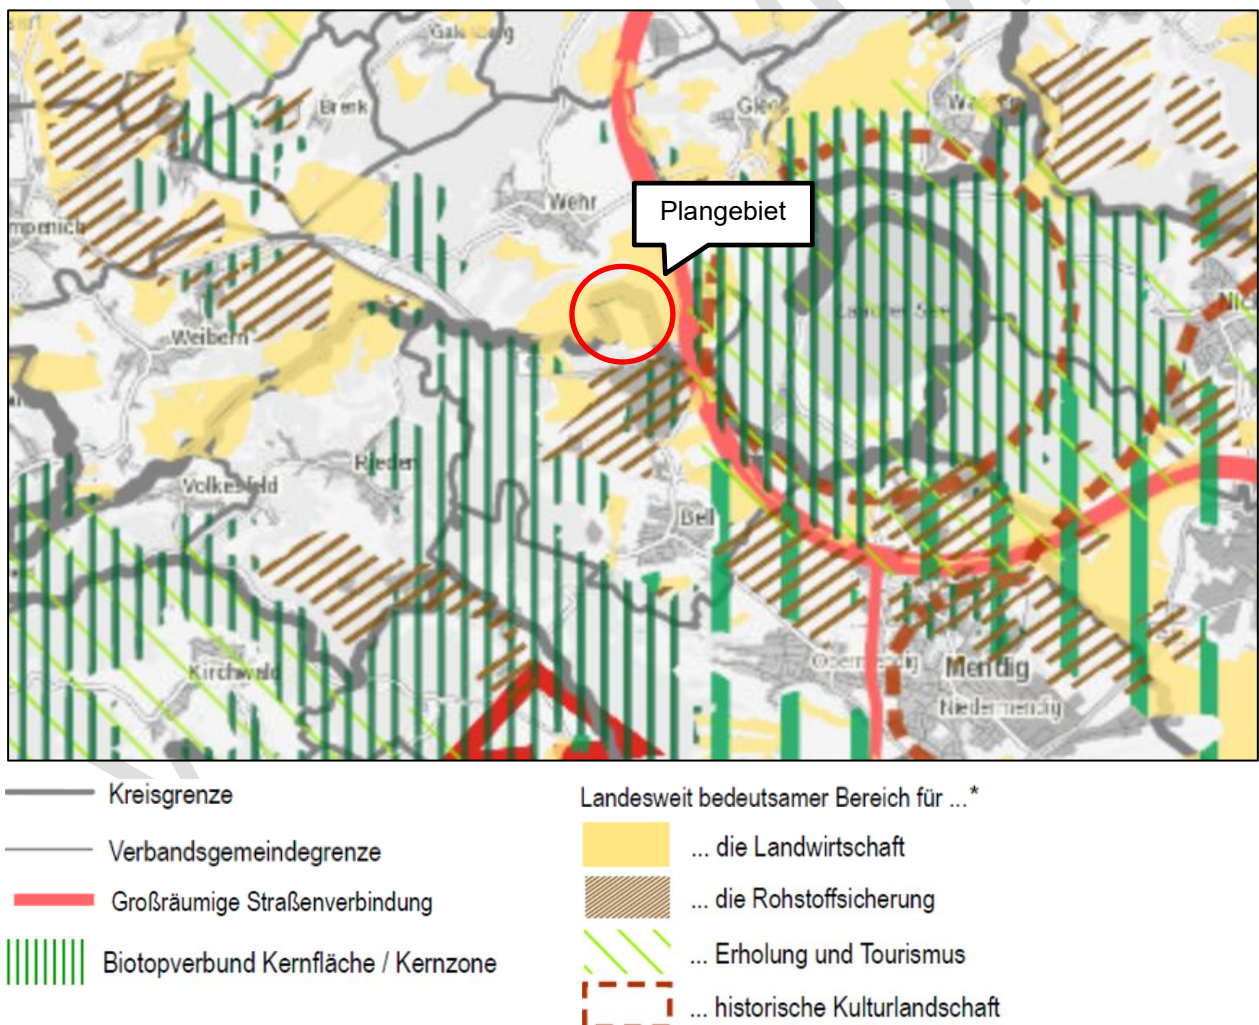 Brenk
Wehr
Plangebiet
Weibern
Rieden
Volkesfeld
Bell
Kirchwald
Obermendig
Mendig
Niedermendig
Kreisgrenze
Verbandsgemeindegrenze
Großräumige Straßenverbindung
Biotopverbund Kernfläche / Kernzone
Landesweit bedeutsamer Bereich für ...*
... die Landwirtschaft
... die Rohstoffsicherung
... Erholung und Tourismus
... historische Kulturlandschaft